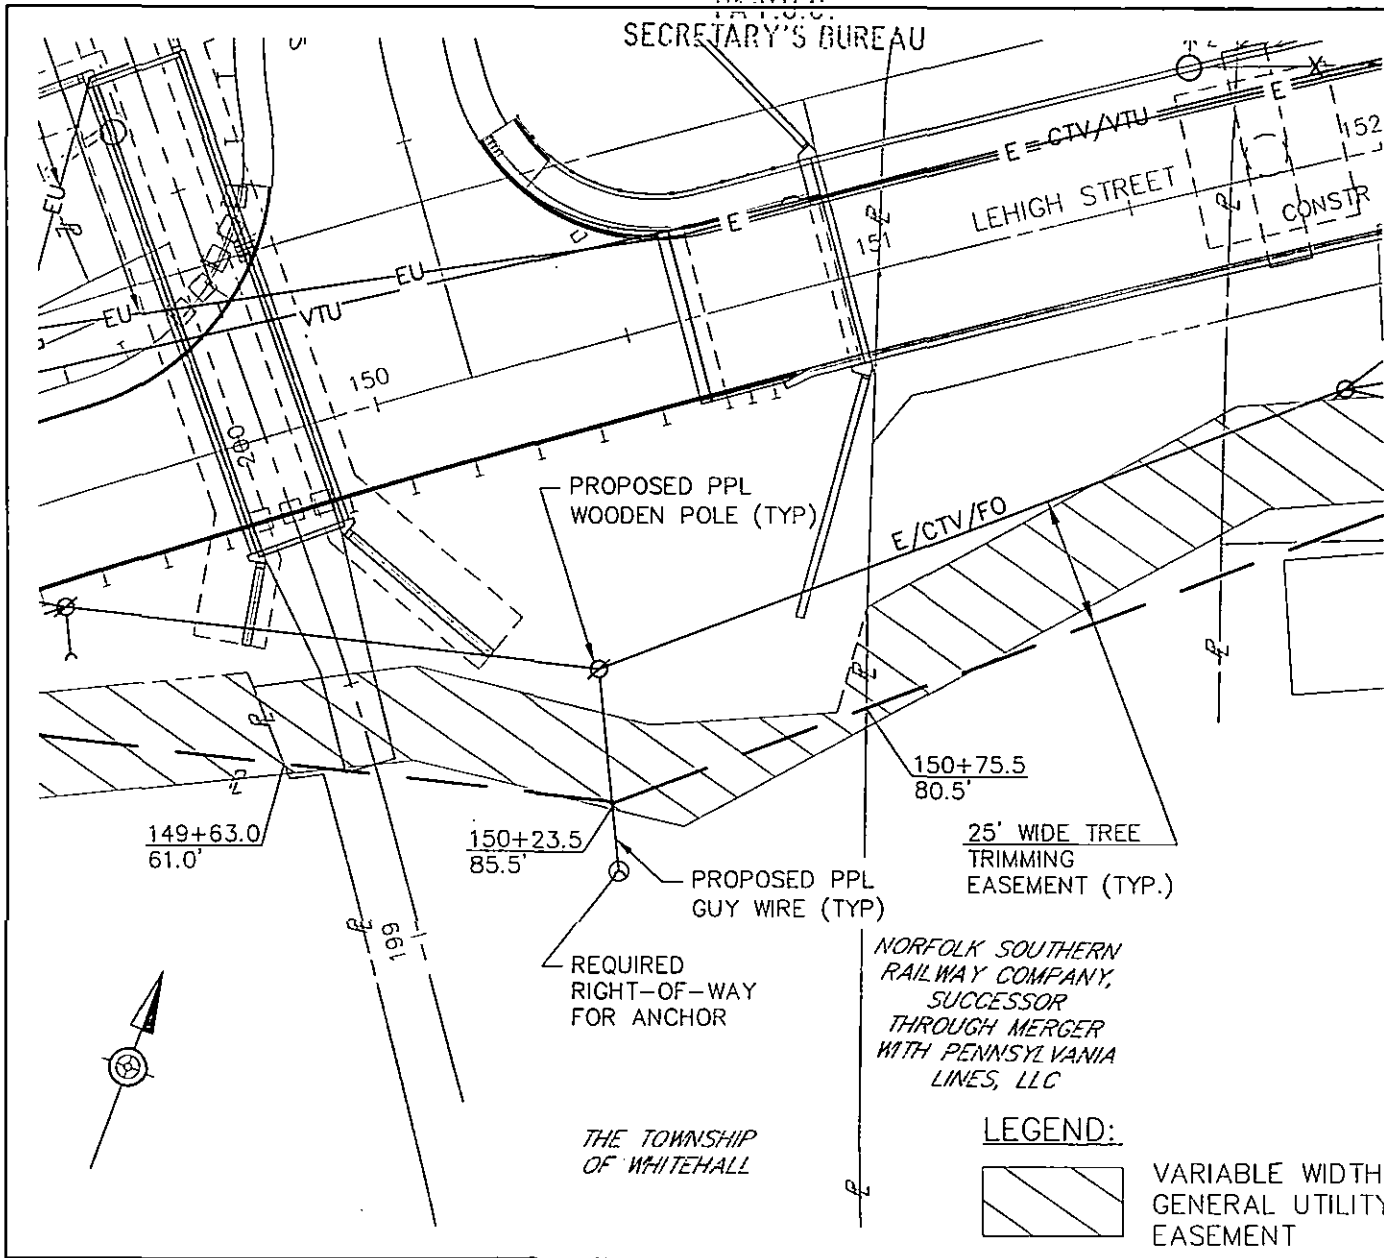 SECRETARY'S BUREAU
E
E = CTV/VTU
E
152
LEHIGH STREET
CONSTR
151
EU
EU
EU
VTU
150
200
PROPOSED PPL
WOODEN POLE (TYP)
E/CTV/FO
150+75.5
80.5'
149+63.0
61.0'
150+23.5
85.5'
25' WIDE TREE
TRIMMING
EASEMENT (TYP.)
PROPOSED PPL
GUY WIRE (TYP)
199
REQUIRED
RIGHT-OF-WAY
FOR ANCHOR
NORFOLK SOUTHERN
RAILWAY COMPANY,
SUCCESSOR
THROUGH MERGER
WITH PENNSYLVANIA
LINES, LLC
THE TOWNSHIP
OF WHITEHALL
LEGEND:
VARIABLE WIDTH
GENERAL UTILITY
EASEMENT